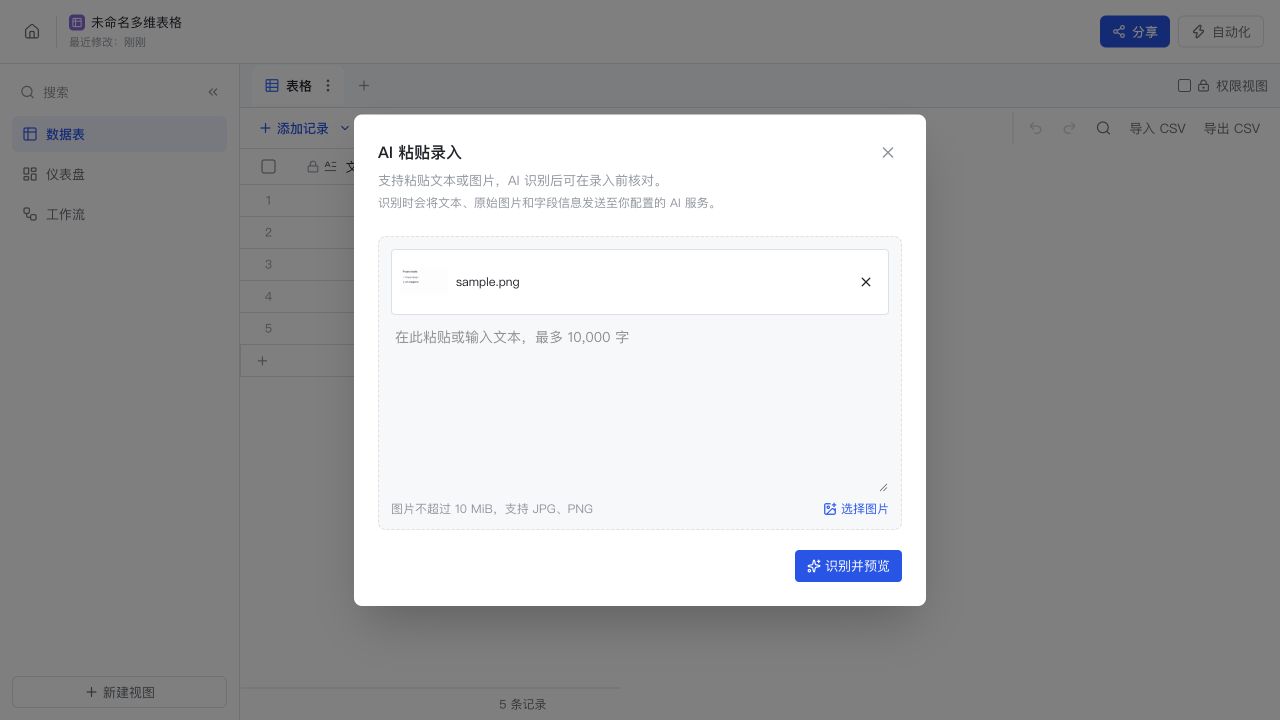 未命名多维表格
最近修改：刚刚
分享
自动化
搜索
数据表
仪表盘
工作流
新建视图
表格
权限视图
添加记录
导入 CSV
导出 CSV
1
2
3
4
5
5 条记录
AI 粘贴录入
支持粘贴文本或图片，AI 识别后可在录入前核对。
识别时会将文本、原始图片和字段信息发送至你配置的 AI 服务。
sample.png
在此粘贴或输入文本，最多 10,000 字
图片不超过 10 MiB，支持 JPG、PNG
选择图片
识别并预览